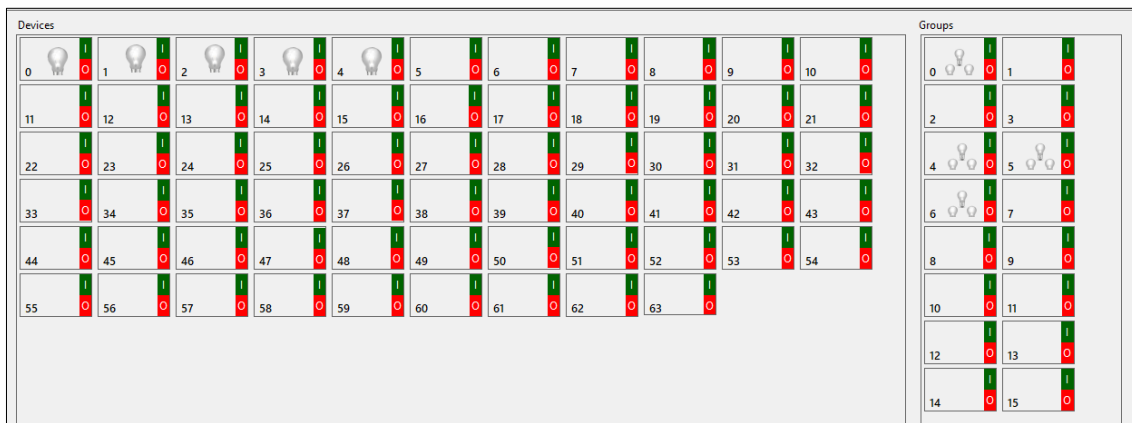 Devices Groups
I I I I I I I I I I I I I
0 O 1 O 2 O 3 O 4 O 5 O 6 O 7 O 8 O 9 O 10 O 0 O 1 O
I I I I I I I I I I I I I
11 O 12 O 13 O 14 O 15 O 16 O 17 O 18 O 19 O 20 O 21 O 2 O 3 O
I I I I I I I I I I I I I
22 O 23 O 24 O 25 O 26 O 27 O 28 O 29 O 30 O 31 O 32 O 4 O 5 O
I I I I I I I I I I I I I
33 O 34 O 35 O 36 O 37 O 38 O 39 O 40 O 41 O 42 O 43 O 6 O 7 O
I I I I I I I I I I I I I
44 O 45 O 46 O 47 O 48 O 49 O 50 O 51 O 52 O 53 O 54 O 8 O 9 O
I I I I I I I I I I I
55 O 56 O 57 O 58 O 59 O 60 O 61 O 62 O 63 O 10 O 11 O
I I
12 O 13 O
I I
14 O 15 O